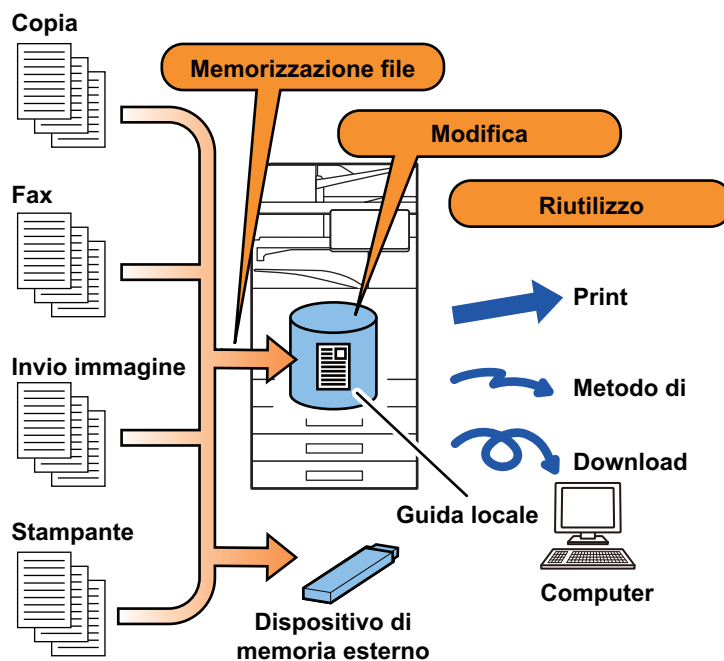 Copia
Memorizzazione file
Modifica
Fax
Riutilizzo
Print
Invio immagine
Metodo di
Download
Guida locale
Stampante
Computer
Dispositivo di
memoria esterno